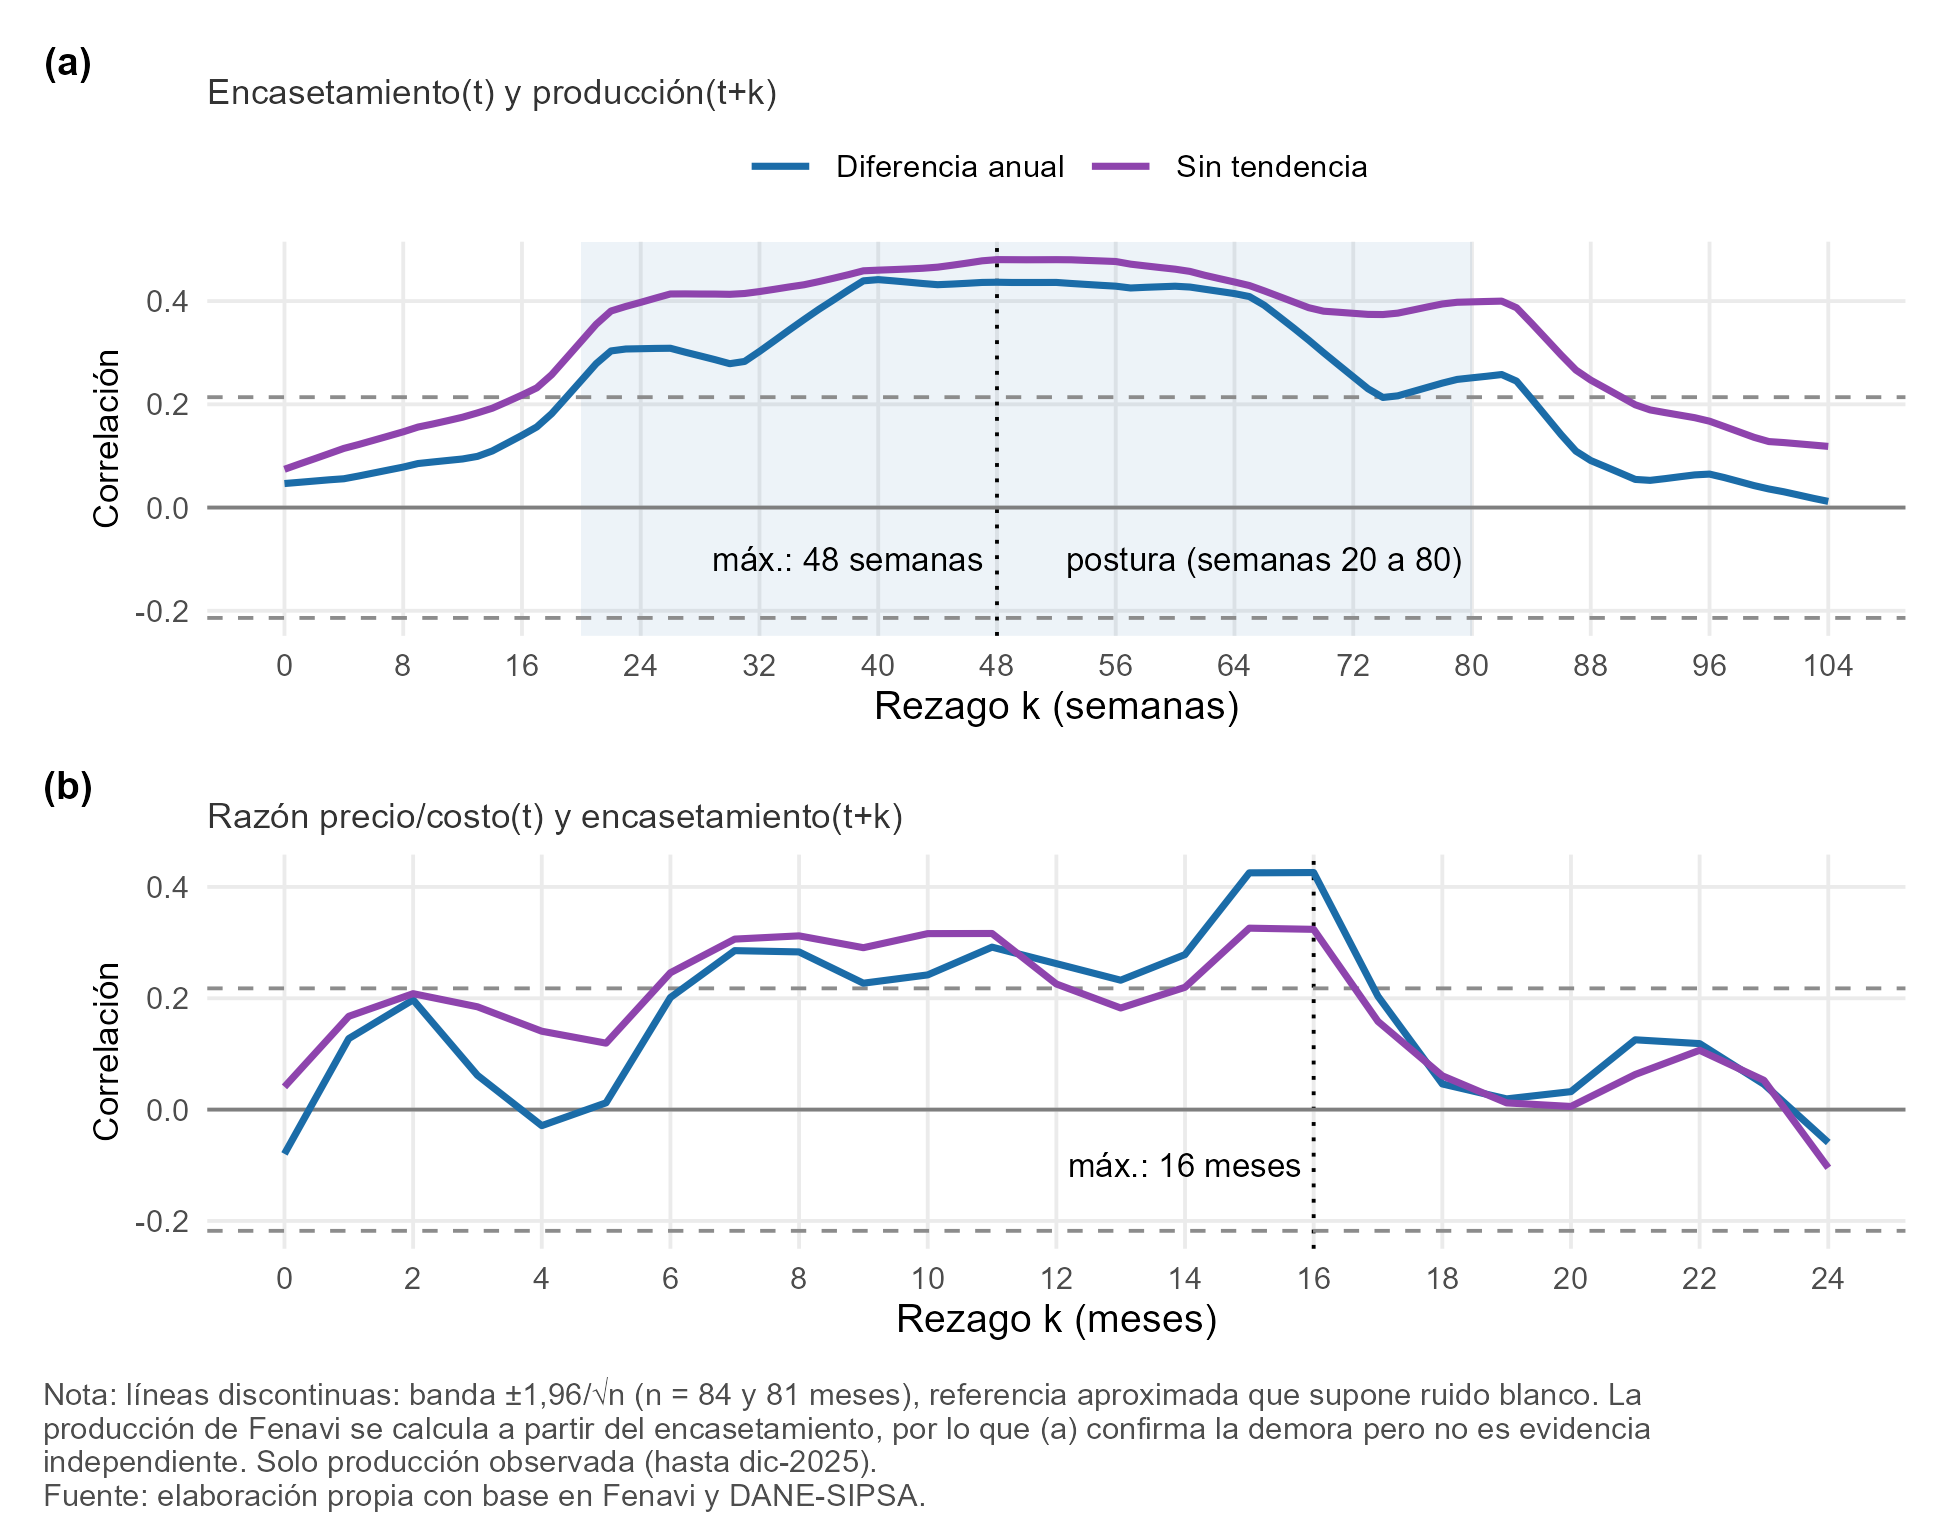 (a)
Encasetamiento(t) y producción(t+k)
Diferencia anual Sin tendencia
Correlación
0.4
0.2
0.0
-0.2
máx.: 48 semanas postura (semanas 20 a 80)
0 8 16 24 32 40 48 56 64 72 80 88 96 104
Rezago k (semanas)
(b)
Razón precio/costo(t) y encasetamiento(t+k)
Correlación
0.4
0.2
0.0
-0.2
máx.: 16 meses
0 2 4 6 8 10 12 14 16 18 20 22 24
Rezago k (meses)
Nota: líneas discontinuas: banda ±1,96/√n (n = 84 y 81 meses), referencia aproximada que supone ruido blanco. La
producción de Fenavi se calcula a partir del encasetamiento, por lo que (a) confirma la demora pero no es evidencia
independiente. Solo producción observada (hasta dic-2025).
Fuente: elaboración propia con base en Fenavi y DANE-SIPSA.